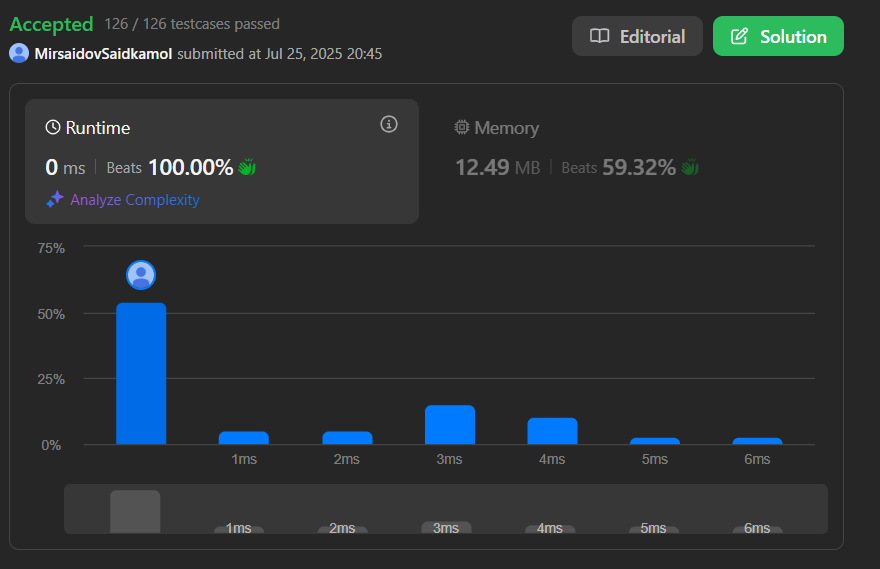 Accepted 126 / 126 testcases passed
MirsaidovSaidkamol submitted at Jul 25, 2025 20:45
Editorial
Solution
Runtime
0 ms Beats 100.00%
Analyze Complexity
Memory
12.49 MB Beats 59.32%
75%
50%
25%
0%
1ms 2ms 3ms 4ms 5ms 6ms
1ms 2ms 3ms 4ms 5ms 6ms